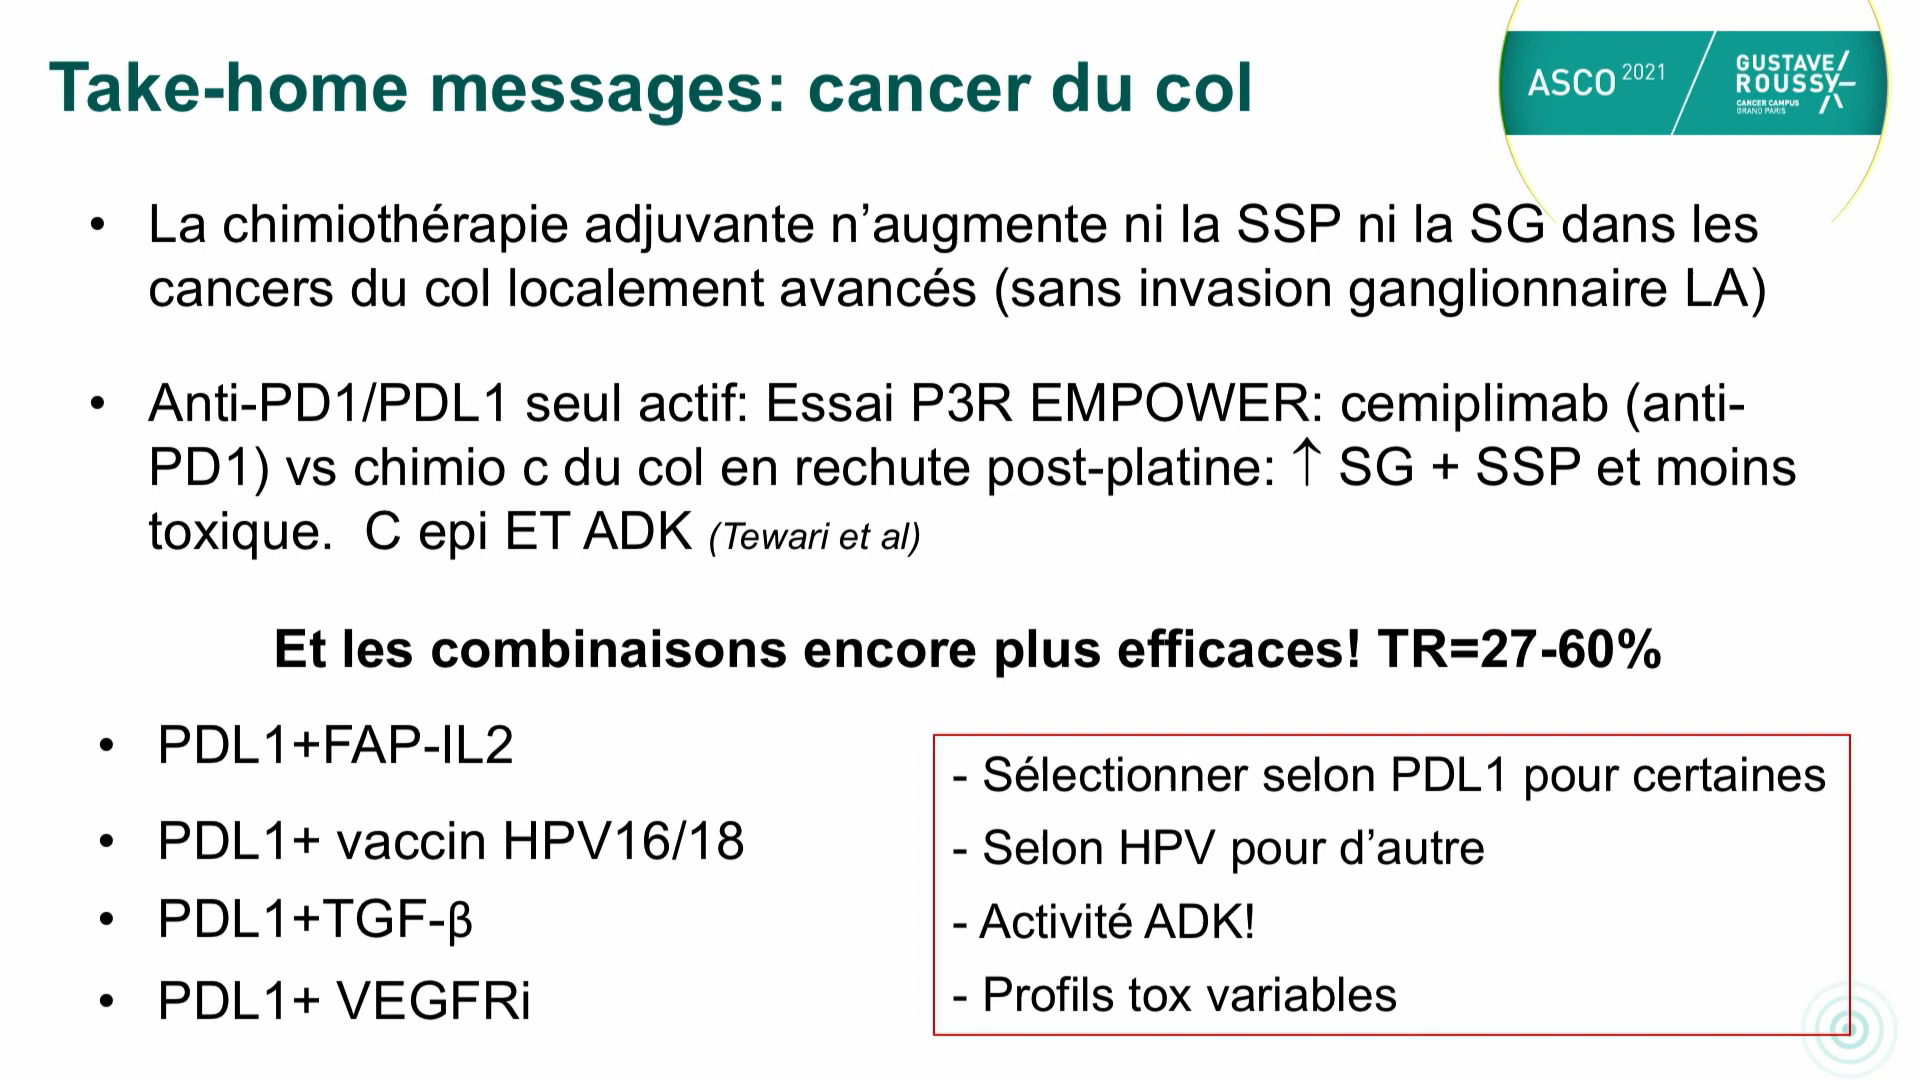 Take-home messages: cancer du col
ASCO 2021
GUSTAVE/
ROUSSY
CANCER CAMPUS
GRAND PARIS
• La chimiothérapie adjuvante n’augmente ni la SSP ni la SG dans les
cancers du col localement avancés (sans invasion ganglionnaire LA)
• Anti-PD1/PDL1 seul actif: Essai P3R EMPOWER: cemiplimab (anti-
PD1) vs chimio c du col en rechute post-platine: ↑ SG + SSP et moins
toxique. C epi ET ADK (Tewari et al)
Et les combinaisons encore plus efficaces! TR=27-60%
• PDL1+FAP-IL2
• PDL1+ vaccin HPV16/18
• PDL1+TGF-β
• PDL1+ VEGFRi
- Sélectionner selon PDL1 pour certaines
- Selon HPV pour d’autre
- Activité ADK!
- Profils tox variables